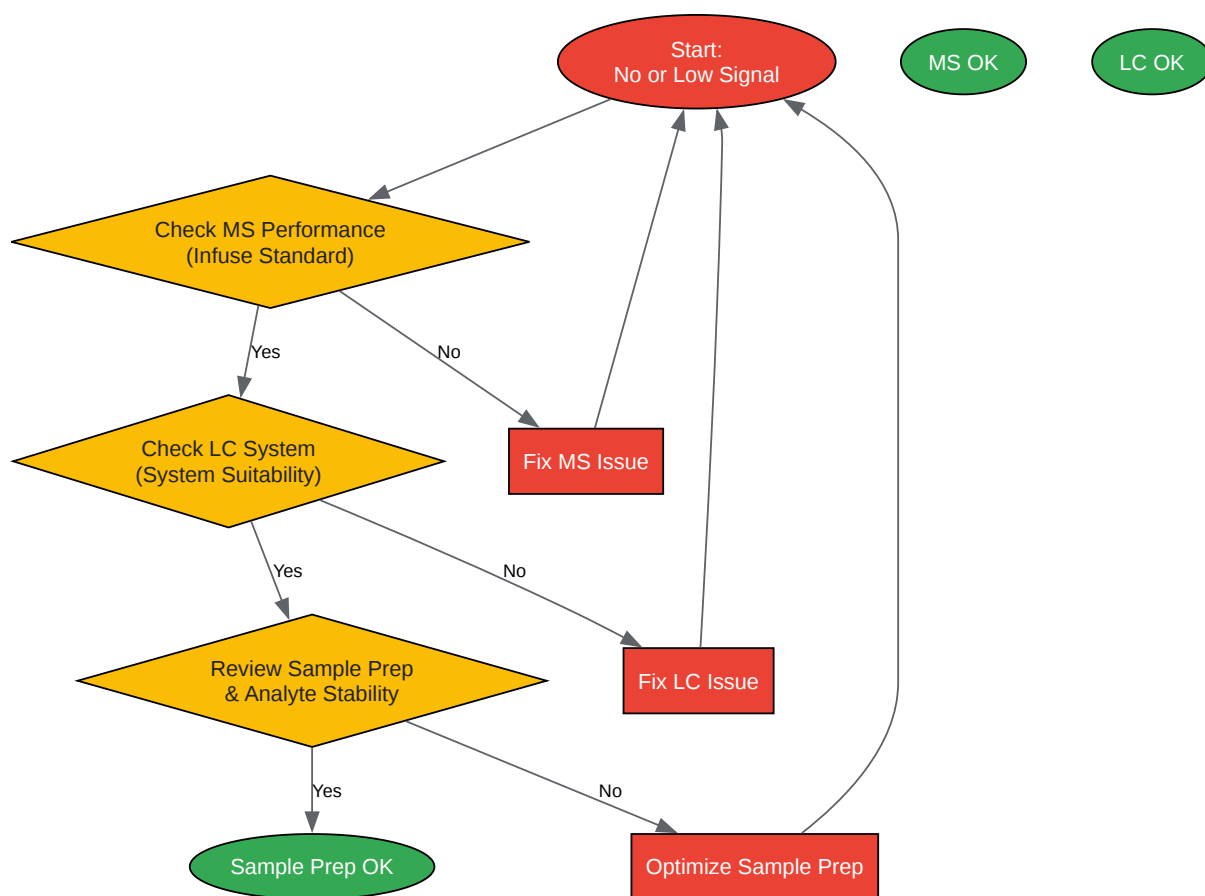 Start:
No or Low Signal
MS OK
LC OK
Check MS Performance
(Infuse Standard)
Yes
No
Check LC System
(System Suitability)
Fix MS Issue
Yes
No
Review Sample Prep
& Analyte Stability
Fix LC Issue
Yes
No
Sample Prep OK
Optimize Sample Prep